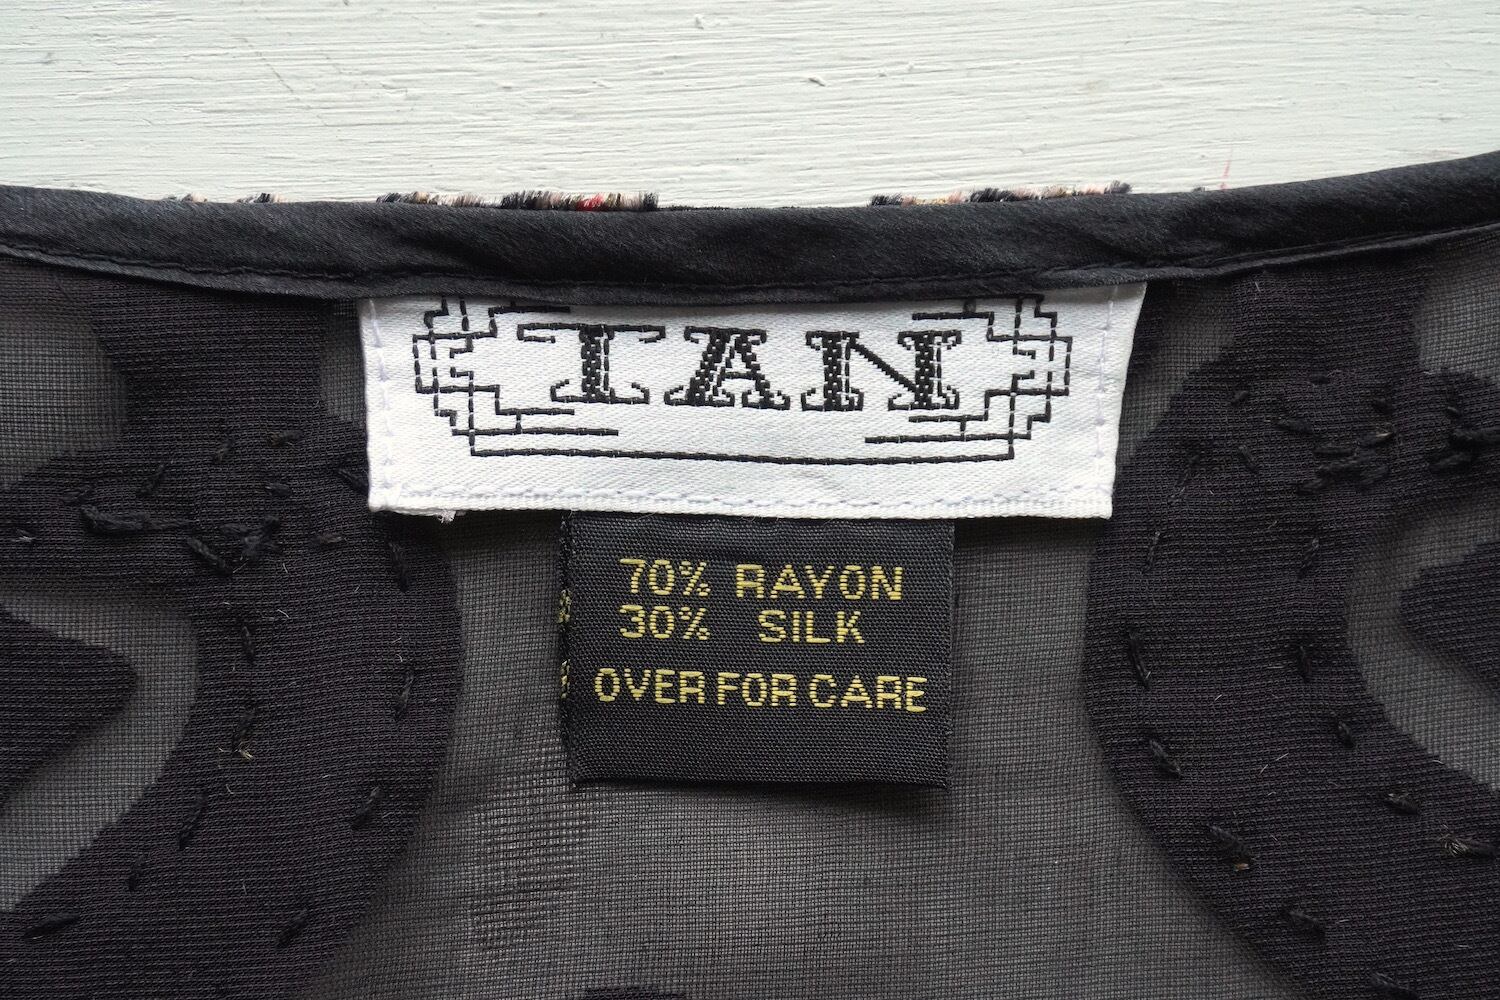 TAN
70% RAYON
30% SILK
OVER FOR CARE